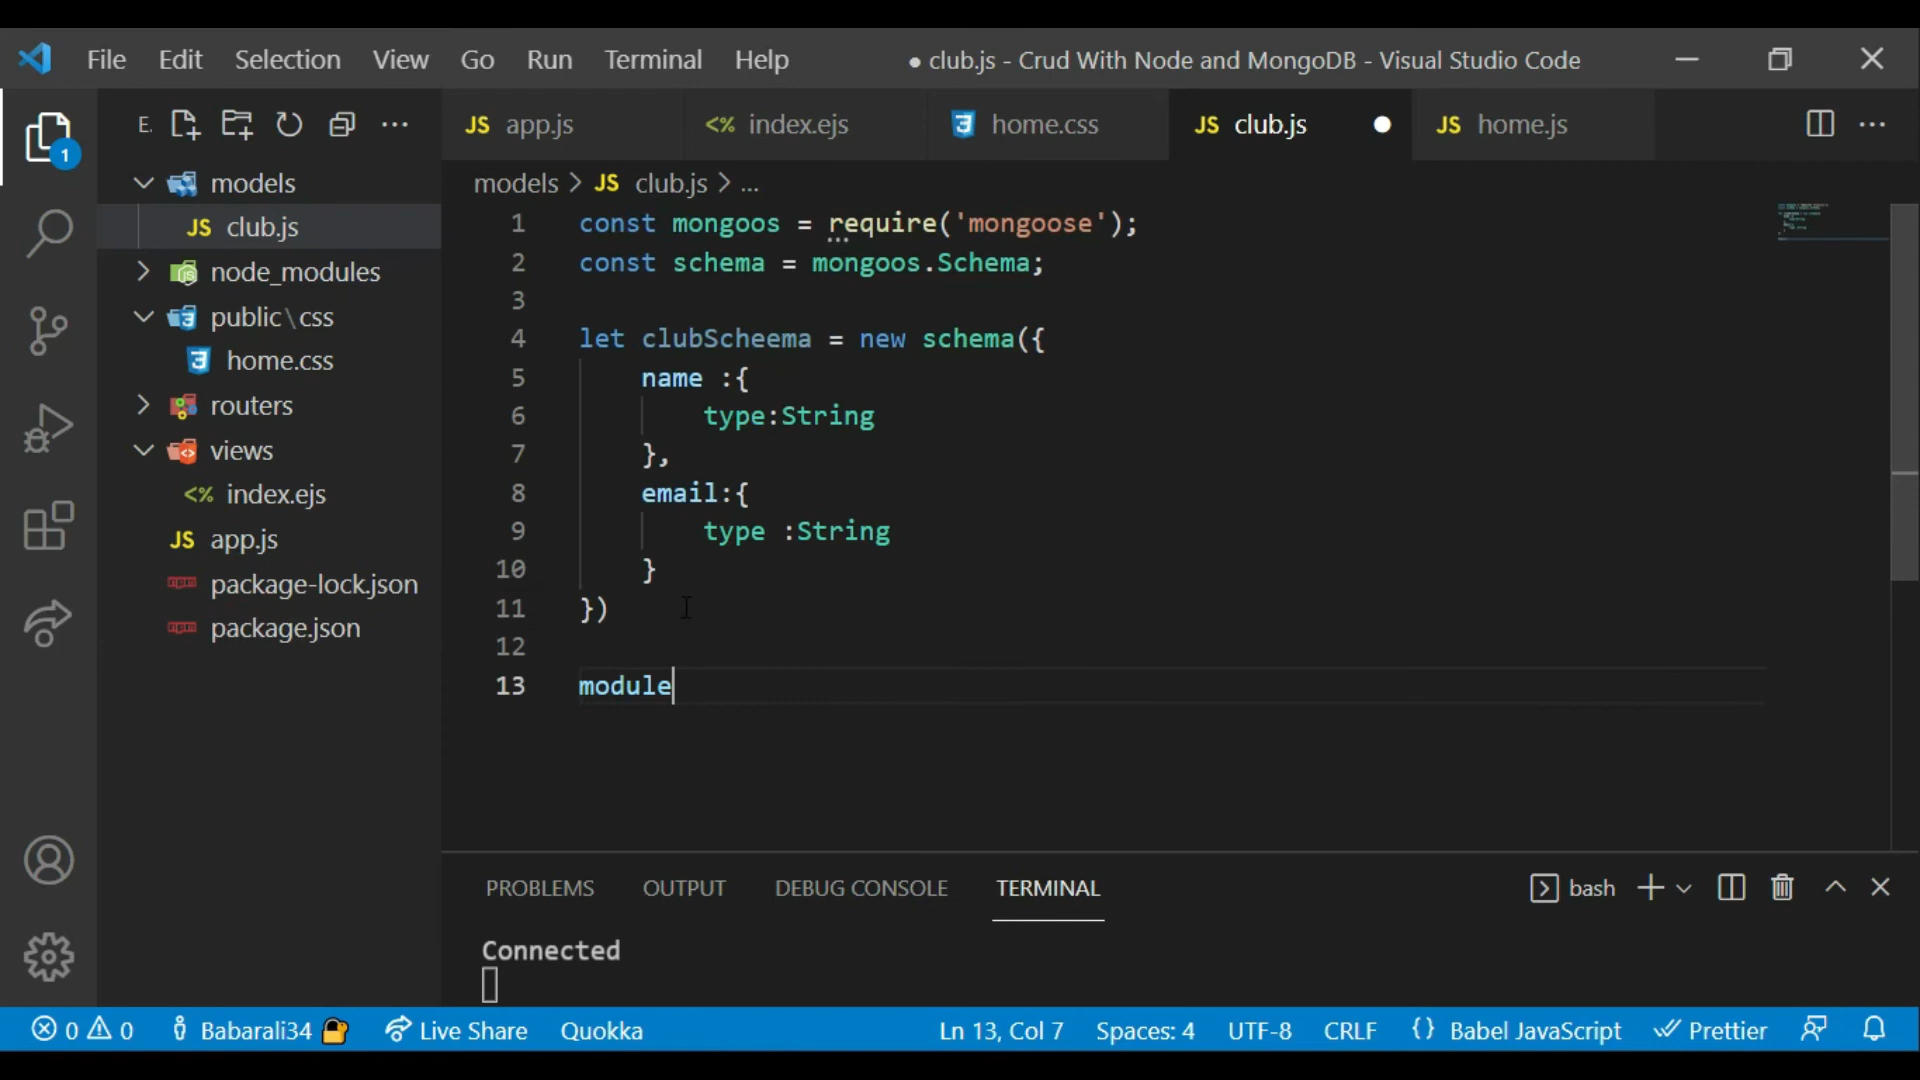 File Edit Selection View Go Run Terminal Help ● club.js - Crud With Node and MongoDB - Visual Studio Code
E. ...
JS app.js <% index.ejs 3 home.css JS club.js ● JS home.js ...
models > JS club.js > ...
1
models
JS club.js
node_modules
public\css
3 home.css
routers
views
<% index.ejs
JS app.js
npm package-lock.json
npm package.json
1 const mongoos = require('mongoose');
2 const schema = mongoos.Schema;
3
4 let clubScheema = new schema({
5 name :{
6 type:String
7 },
8 email:{
9 type :String
10 }
11 })
12
13 module
PROBLEMS OUTPUT DEBUG CONSOLE TERMINAL bash
Connected
0 0 Babarali34 Live Share Quokka Ln 13, Col 7 Spaces: 4 UTF-8 CRLF {} Babel JavaScript Prettier